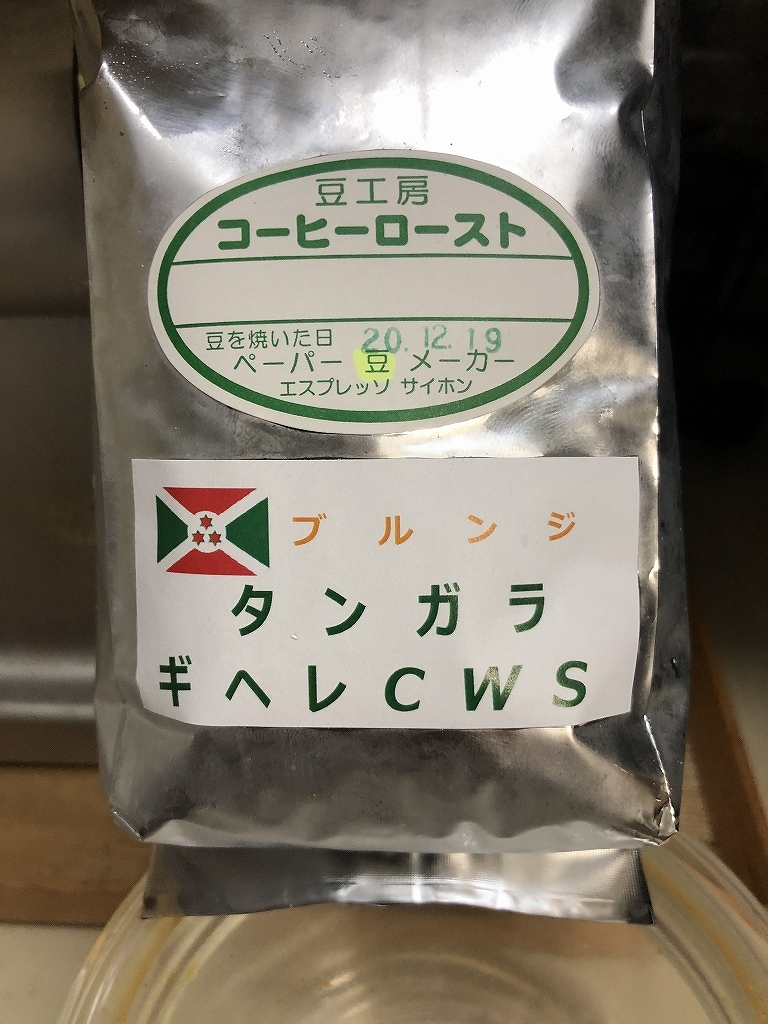 豆工房
コーヒーロースト
豆を焼いた日 20.12.19
ペーパー 豆 メーカー
エスプレッソ サイホン
ブルンジ
タンガラ
ギヘレCWS